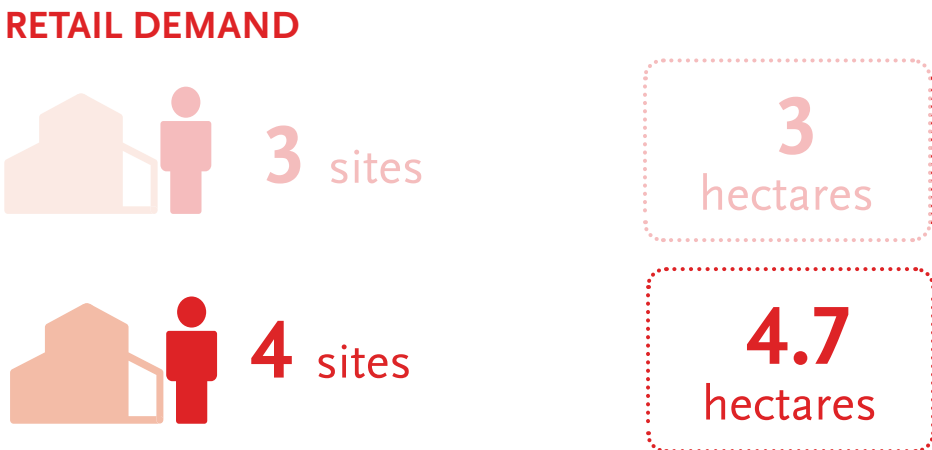 RETAIL DEMAND
3 sites
3
hectares
4 sites
4.7
hectares